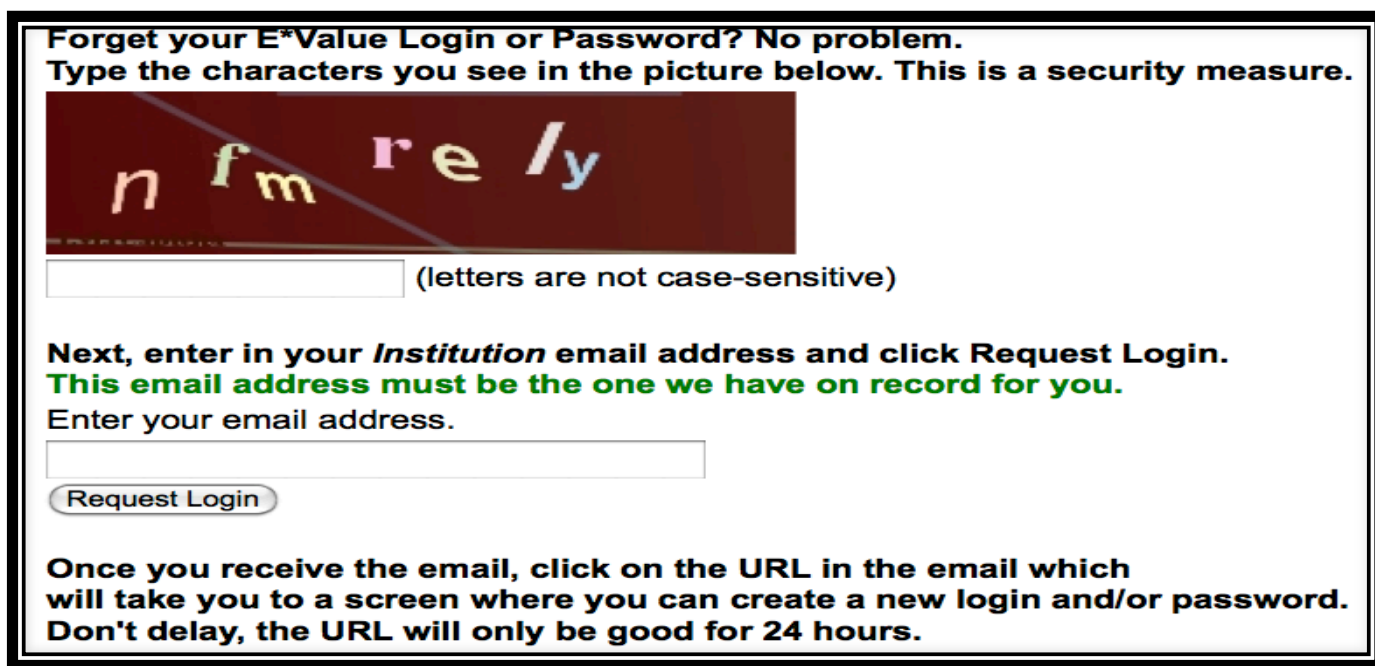 Forget your E*Value Login or Password? No problem.
Type the characters you see in the picture below. This is a security measure.
n f m r e l y
(letters are not case-sensitive)
Next, enter in your Institution email address and click Request Login.
This email address must be the one we have on record for you.
Enter your email address.
Request Login
Once you receive the email, click on the URL in the email which
will take you to a screen where you can create a new login and/or password.
Don't delay, the URL will only be good for 24 hours.